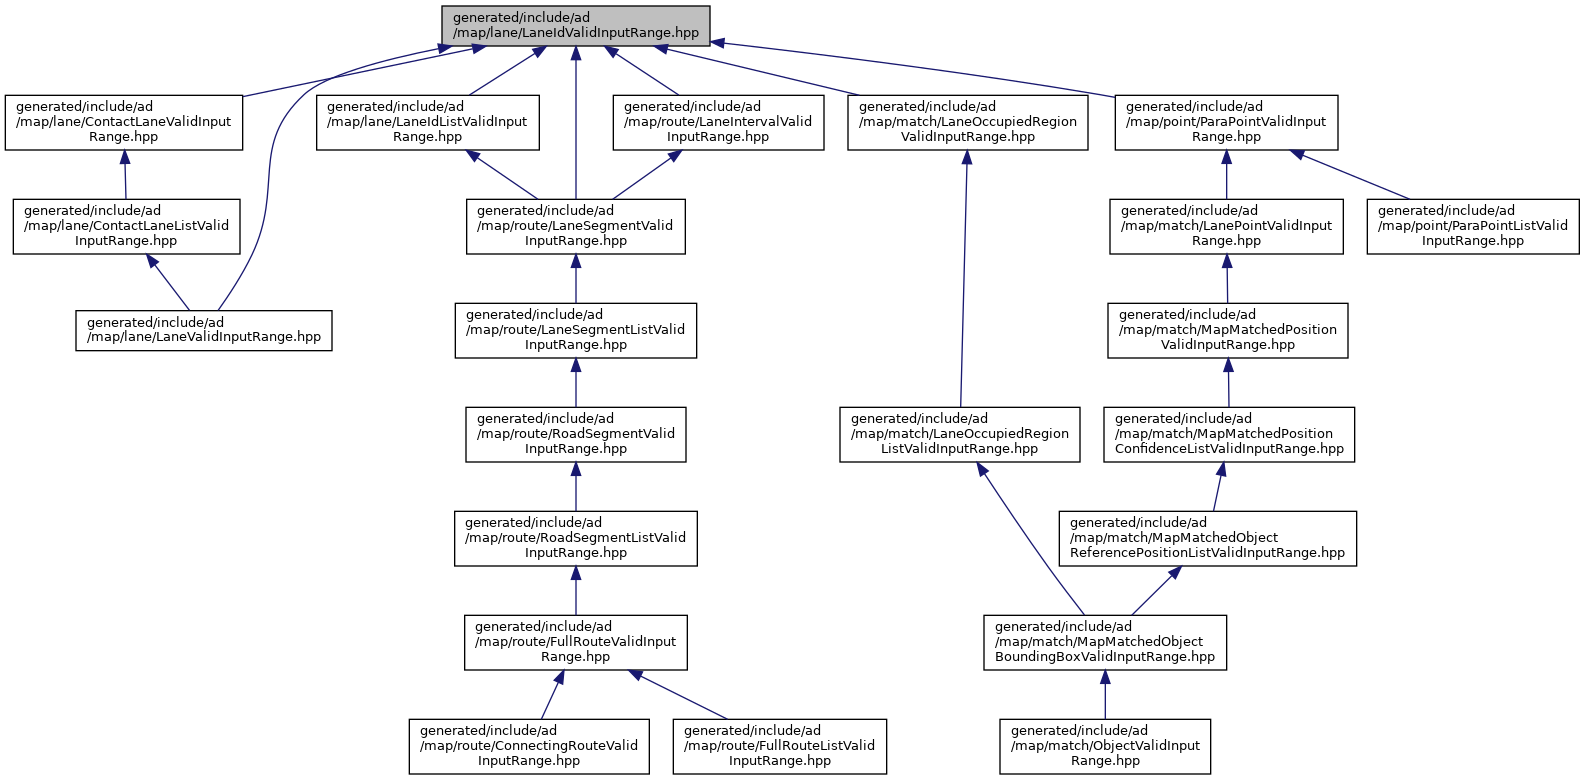 generated/include/ad
/map/lane/LaneIdValidInputRange.hpp
generated/include/ad
/map/lane/ContactLaneValidInput
Range.hpp
generated/include/ad
/map/lane/LaneIdListValidInput
Range.hpp
generated/include/ad
/map/route/LaneIntervalValid
InputRange.hpp
generated/include/ad
/map/match/LaneOccupiedRegion
ValidInputRange.hpp
generated/include/ad
/map/point/ParaPointValidInput
Range.hpp
generated/include/ad
/map/lane/ContactLaneListValid
InputRange.hpp
generated/include/ad
/map/route/LaneSegmentValid
InputRange.hpp
generated/include/ad
/map/match/LanePointValidInput
Range.hpp
generated/include/ad
/map/point/ParaPointListValid
InputRange.hpp
generated/include/ad
/map/lane/LaneValidInputRange.hpp
generated/include/ad
/map/route/LaneSegmentListValid
InputRange.hpp
generated/include/ad
/map/match/MapMatchedPosition
ValidInputRange.hpp
generated/include/ad
/map/route/RoadSegmentValid
InputRange.hpp
generated/include/ad
/map/match/LaneOccupiedRegion
ListValidInputRange.hpp
generated/include/ad
/map/match/MapMatchedPosition
ConfidenceListValidInputRange.hpp
generated/include/ad
/map/route/RoadSegmentListValid
InputRange.hpp
generated/include/ad
/map/match/MapMatchedObject
ReferencePositionListValidInputRange.hpp
generated/include/ad
/map/route/FullRouteValidInput
Range.hpp
generated/include/ad
/map/match/MapMatchedObject
BoundingBoxValidInputRange.hpp
generated/include/ad
/map/route/ConnectingRouteValid
InputRange.hpp
generated/include/ad
/map/route/FullRouteListValid
InputRange.hpp
generated/include/ad
/map/match/ObjectValidInput
Range.hpp